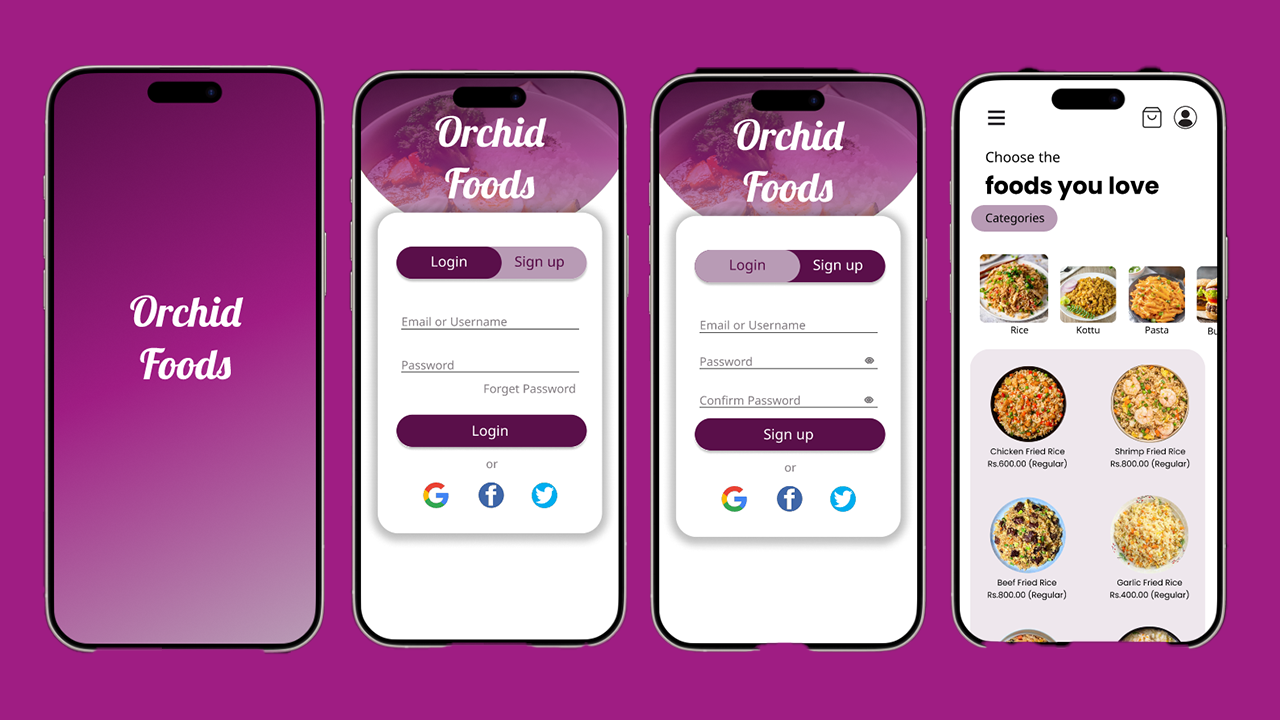 Orchid
Foods
Orchid
Foods
Login Sign up
Email or Username
Password
Forget Password
Login
or
Orchid
Foods
Login Sign up
Email or Username
Password
Confirm Password
Sign up
or
Choose the
foods you love
Categories
Rice Kottu Pasta Bu
Chicken Fried Rice Shrimp Fried Rice
Rs.600.00 (Regular) Rs.800.00 (Regular)
Beef Fried Rice Garlic Fried Rice
Rs.800.00 (Regular) Rs.400.00 (Regular)